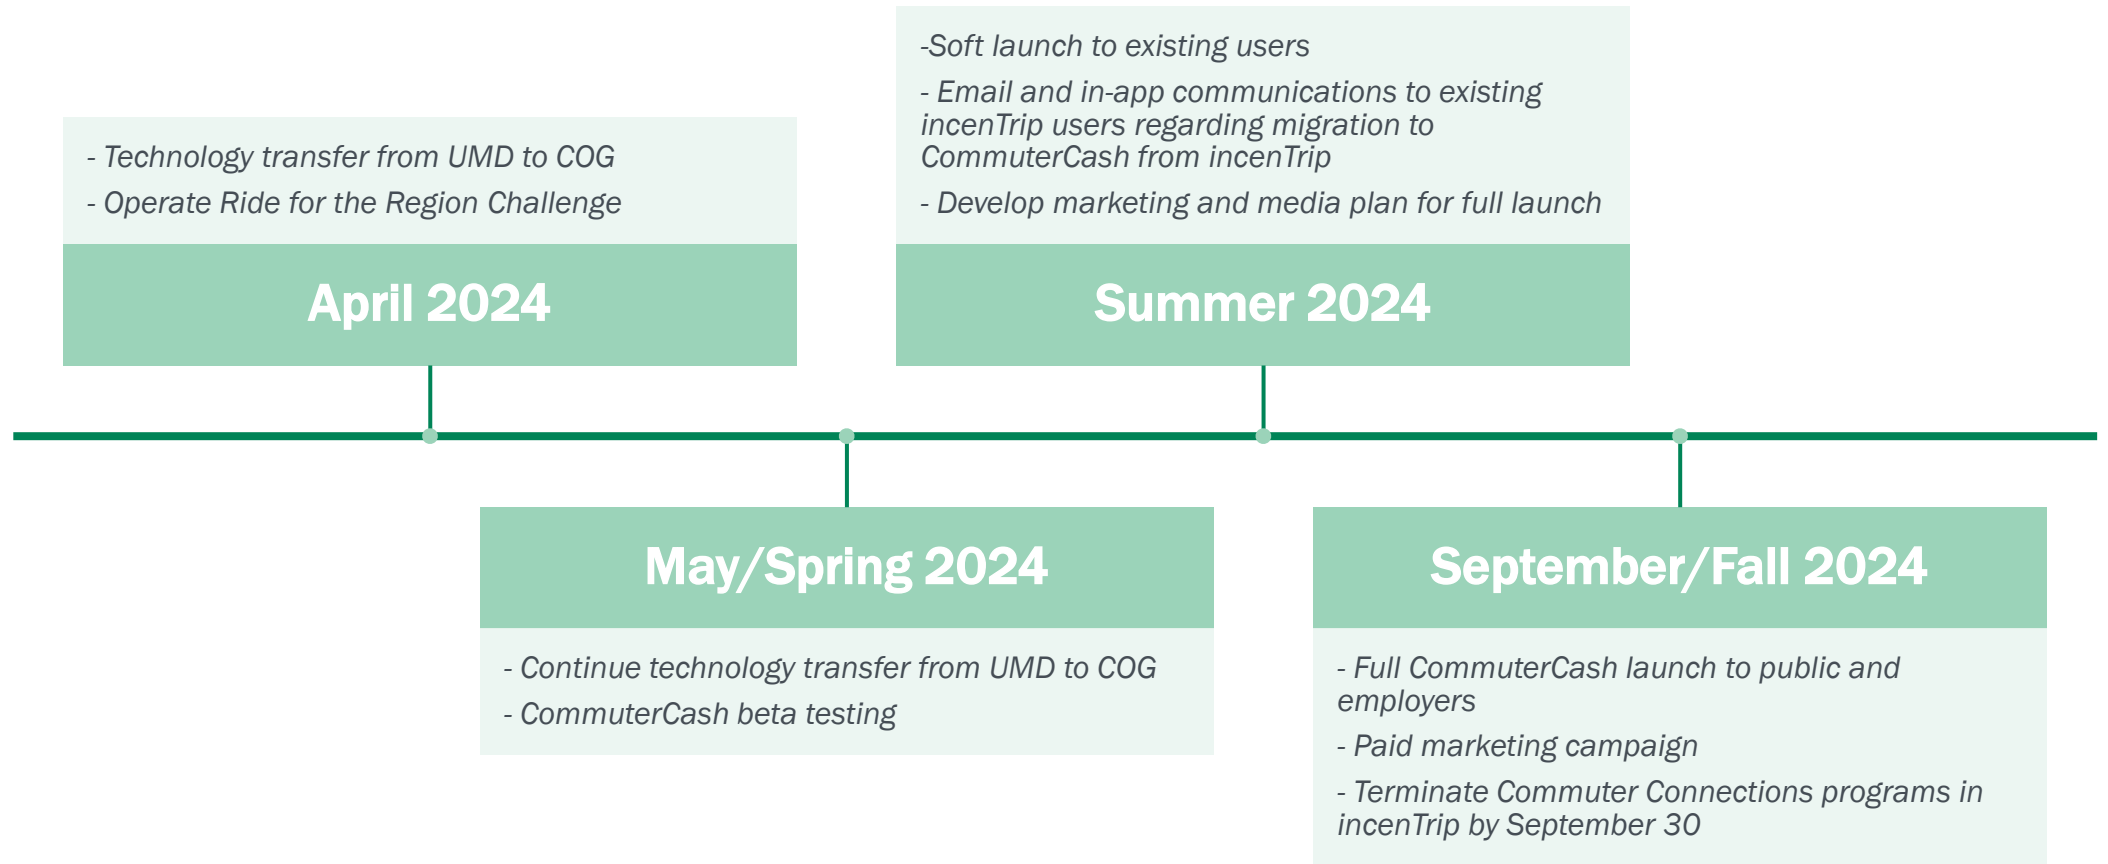 - Technology transfer from UMD to COG
- Operate Ride for the Region Challenge
April 2024
-Soft launch to existing users
- Email and in-app communications to existing
incenTrip users regarding migration to
CommuterCash from incenTrip
- Develop marketing and media plan for full launch
Summer 2024
May/Spring 2024
- Continue technology transfer from UMD to COG
- CommuterCash beta testing
September/Fall 2024
- Full CommuterCash launch to public and
employers
- Paid marketing campaign
- Terminate Commuter Connections programs in
incenTrip by September 30